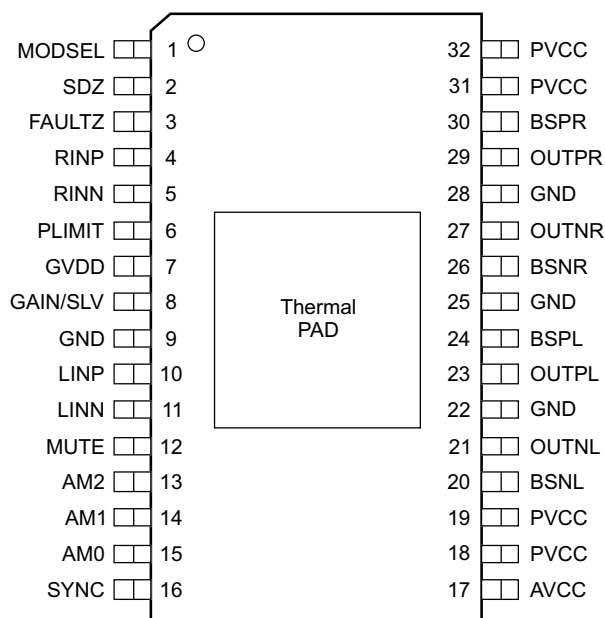 MODSEL 1 32 PVCC
SDZ 2 31 PVCC
FAULTZ 3 30 BSPR
RINP 4 29 OUTPR
RINN 5 28 GND
PLIMIT 6 27 OUTNR
GVDD 7 26 BSNR
GAIN/SLV 8 25 GND
Thermal
PAD
GND 9 24 BSPL
LINP 10 23 OUTPL
LINN 11 22 GND
MUTE 12 21 OUTNL
AM2 13 20 BSNL
AM1 14 19 PVCC
AM0 15 18 PVCC
SYNC 16 17 AVCC